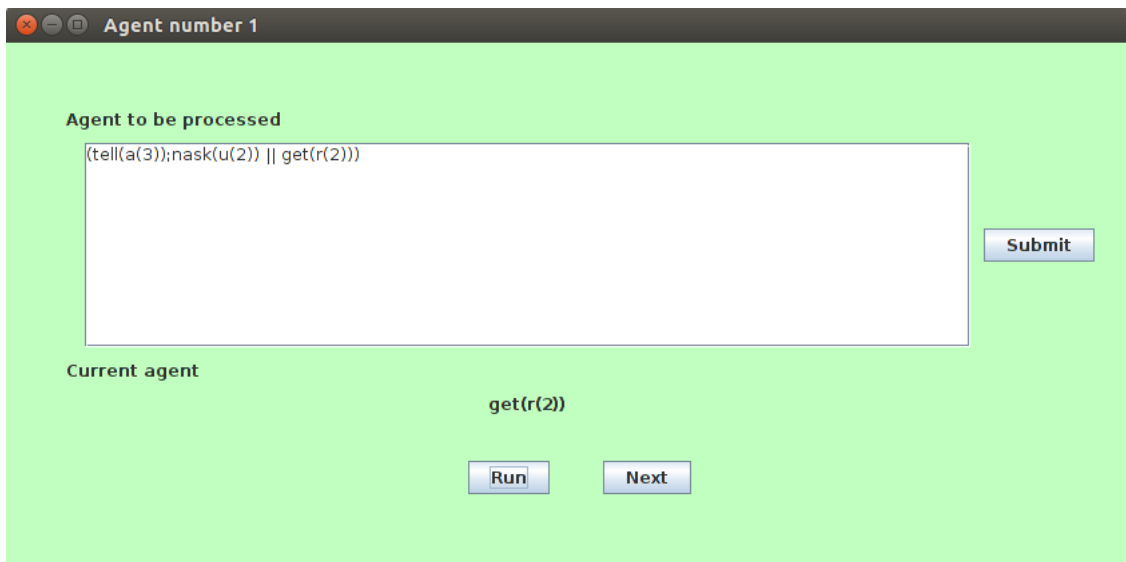 Agent number 1
Agent to be processed
(tell(a(3));nask(u(2)) || get(r(2)))
Submit
Current agent
get(r(2))
Run Next